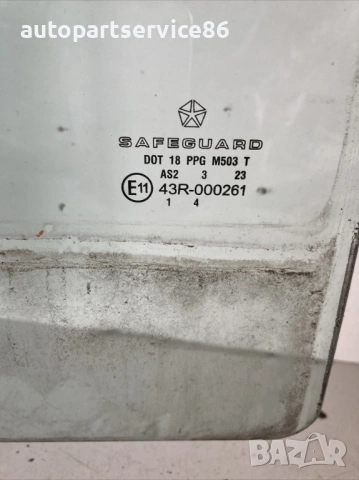 autopartservice86
SAFEGUARD
DOT 18 PPG M503 T
AS2 3 23
E11 43R-000261
1 4
BAZAR